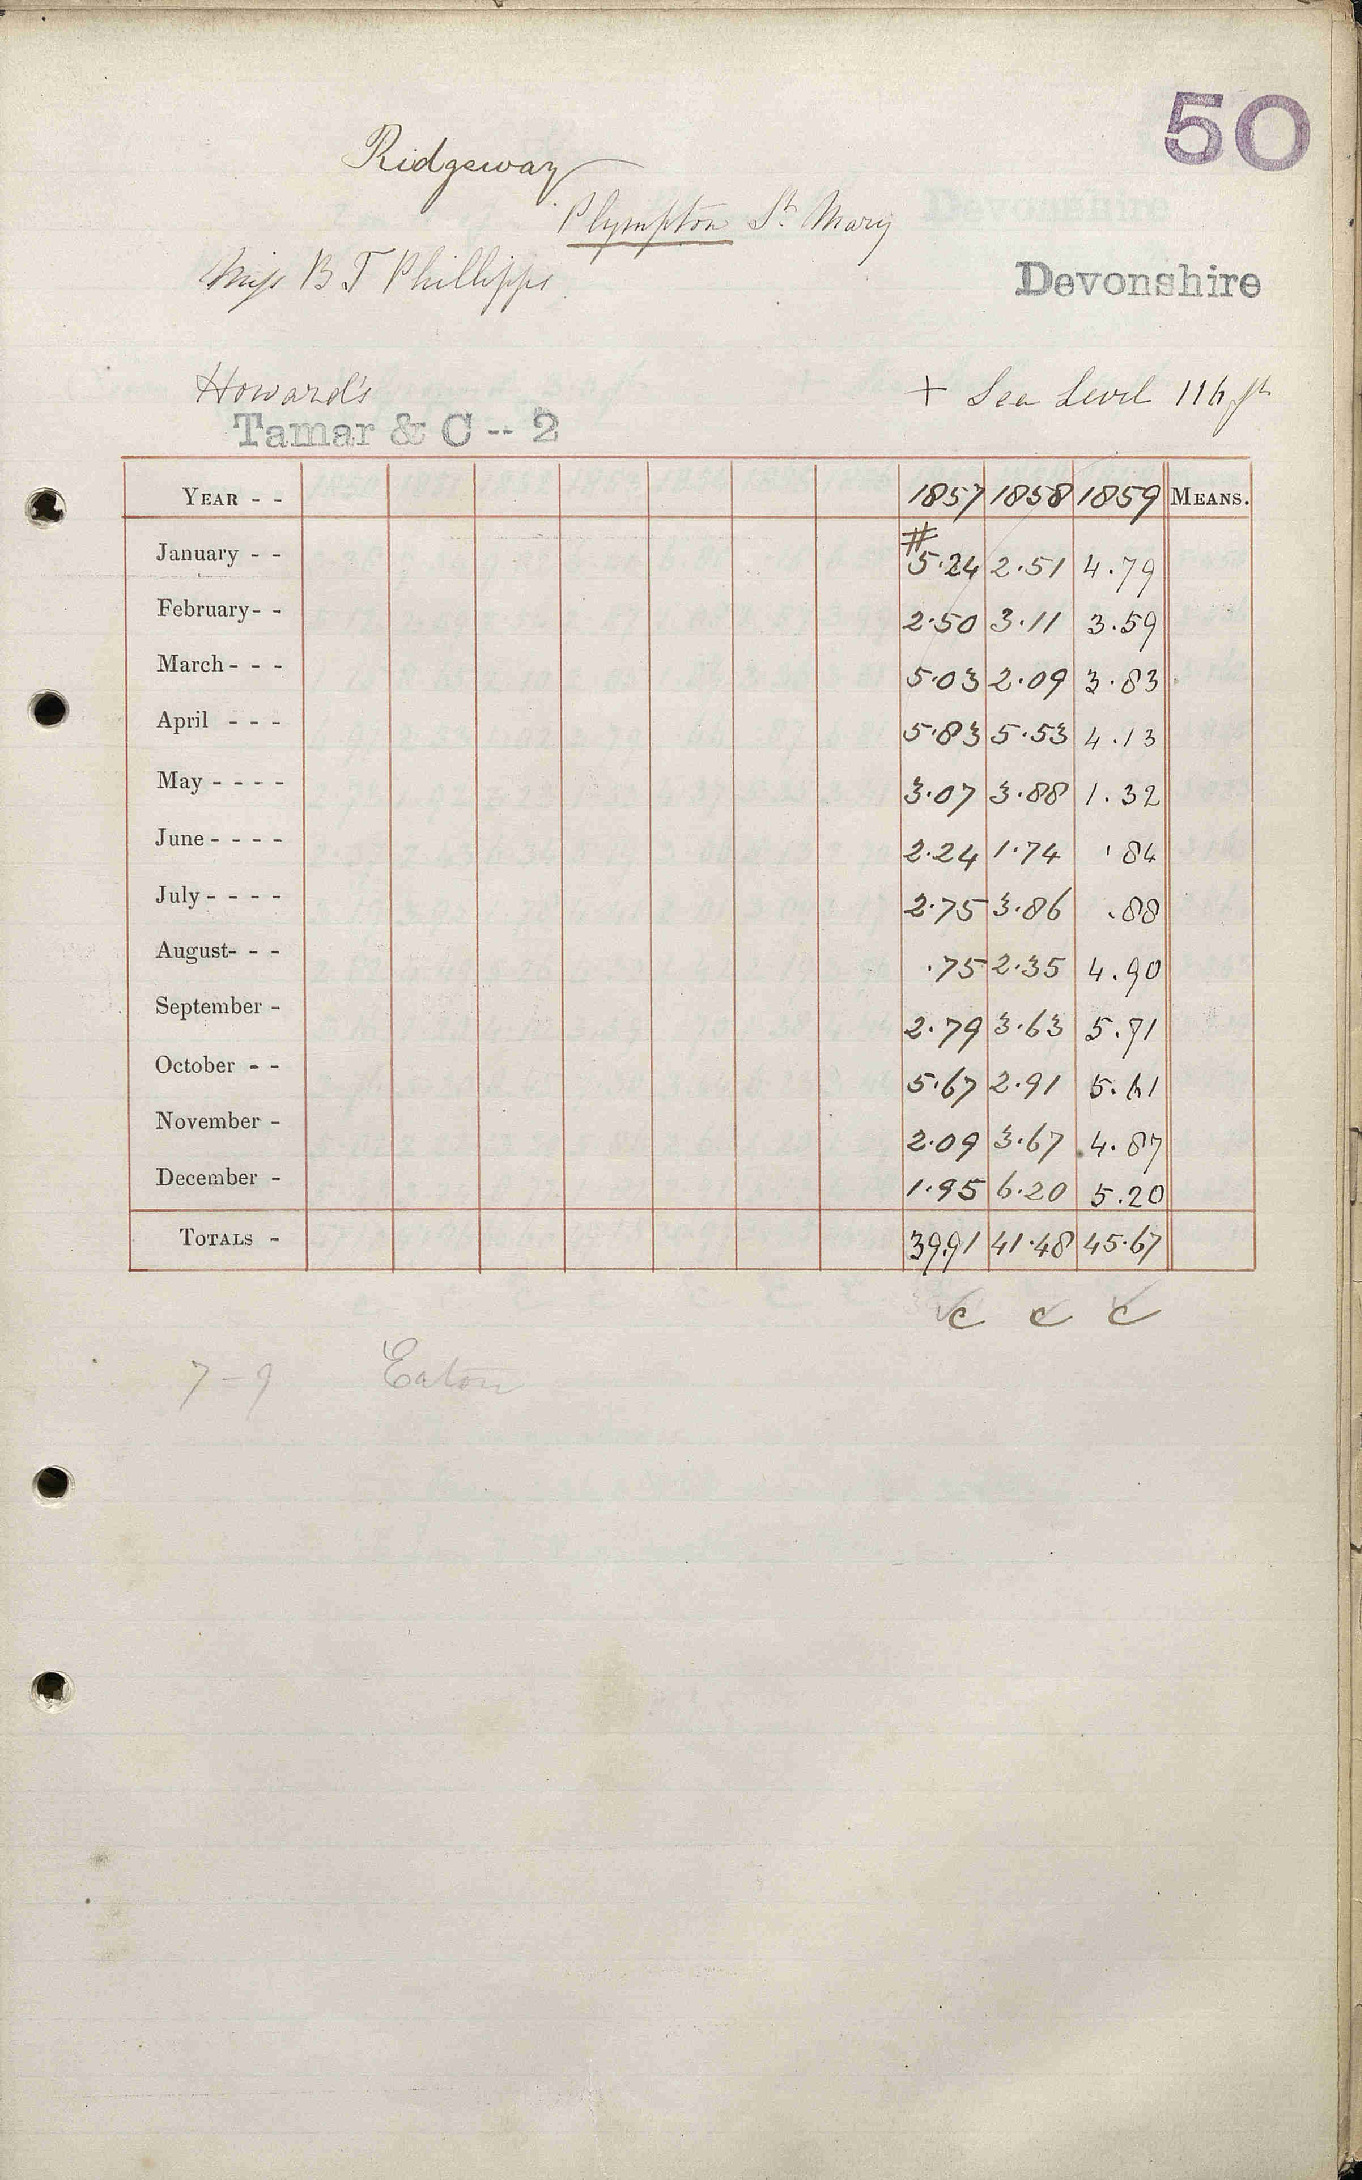 50
Ridgeway
Plympton St. Mary
Miss B T Phillipps
Devonshire
Howard's
+ Sea Level 116 ft
Tamar & C -- 2
YEAR - - 1857 1858 1859 MEANS.
January - - # 5.24 2.51 4.79
February - - 2.50 3.11 3.59
March - - - 5.03 2.09 3.83
April - - - 5.83 5.53 4.13
May - - - - 3.07 3.88 1.32
June - - - - 2.24 1.74 .84
July - - - - 2.75 3.86 .88
August - - - .75 2.35 4.90
September - 2.79 3.63 5.71
October - - 5.67 2.91 5.61
November - 2.09 3.67 4.87
December - 1.95 6.20 5.20
TOTALS - 39.91 41.48 45.67
c c c
7-9 Eaton